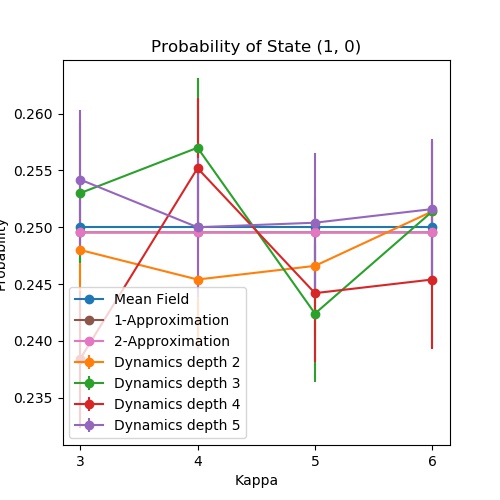 Probability of State (1, 0)
Probability
0.260
0.255
0.250
0.245
0.240
0.235
Mean Field
1-Approximation
2-Approximation
Dynamics depth 2
Dynamics depth 3
Dynamics depth 4
Dynamics depth 5
3 4 5 6
Kappa